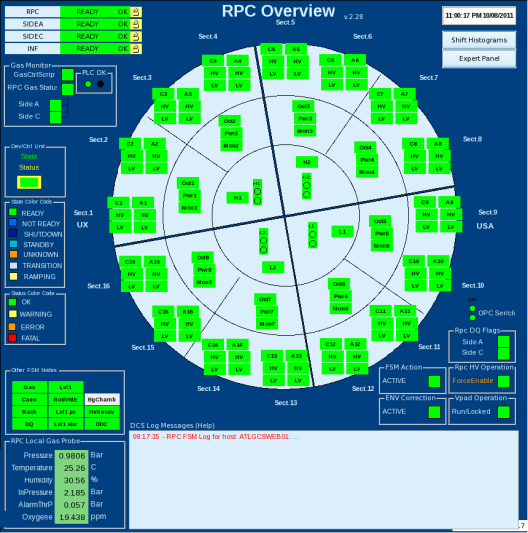 RPC READY OK
SIDEA READY OK
SIDEC READY OK
INF READY OK
RPC Overview v.2.28
11:00:17 PM 10/08/2011
Shift Histograms
Expert Panel
Gas Monitor
GasCtrlScrip
RPC Gas Status
Side A
Side C
PLC OK
Dev/Ctrl Unit
State
Status
State Color Code
READY
NOT READY
SHUTDOWN
STANDBY
UNKNOWN
TRANSITION
RAMPING
Status Color Code
OK
WARNING
ERROR
FATAL
Sect.5
Sect.4
Sect.6
Sect.3
Sect.7
Sect.2
Sect.8
Sect.1
UX
Sect.9
USA
Sect.16
Sect.10
Sect.15
Sect.11
Sect.14
Sect.12
Sect.13
C5 A5
HV HV
LV LV
C4 A4
HV HV
LV LV
C6 A6
HV HV
LV LV
C3 A3
HV HV
LV LV
C7 A7
HV HV
LV LV
C2 A2
HV HV
LV LV
C8 A8
HV HV
LV LV
C1 A1
HV HV
LV LV
C9 A9
HV HV
LV LV
C16 A16
HV HV
LV LV
C10 A10
HV HV
LV LV
C15 A15
HV HV
LV LV
C11 A11
HV HV
LV LV
C14 A14
HV HV
LV LV
C12 A12
HV HV
LV LV
C13 A13
HV HV
LV LV
Oct2
Pwr2
Mon2
Oct3
Pwr3
Mon3
Oct1
Pwr1
Mon1
Oct4
Pwr4
Mon4
Oct8
Pwr8
Mon8
Oct5
Pwr5
Mon5
Oct7
Pwr7
Mon7
Oct6
Pwr6
Mon6
H1
H1
H2
H2
L2
L2
L1
L1
OPC Ser/cli
Rpc DQ Flags
Side A
Side C
FSM Action
ACTIVE
Rpc HV Operation
ForceEnable
ENV Correction
ACTIVE
Vpad Operation
Run/Locked
Other FSM Nodes
Gas Lvl1
Caen RodVME BgChamb
Rack Lvl1 pc HVRecov
DQ Lvl1 sbc DDC
RPC Local Gas Probe
Pressure 0.9806 Bar
Temperature 25.26 C
Humidity 30.56 %
InPressure 2.185 Bar
AlarmThrP 0.057 Bar
Oxygene 19.438 ppm
DCS Log Messages (Help)
09:17:35 - RPC FSM Log for host: ATLGCSWEB01: ...
17